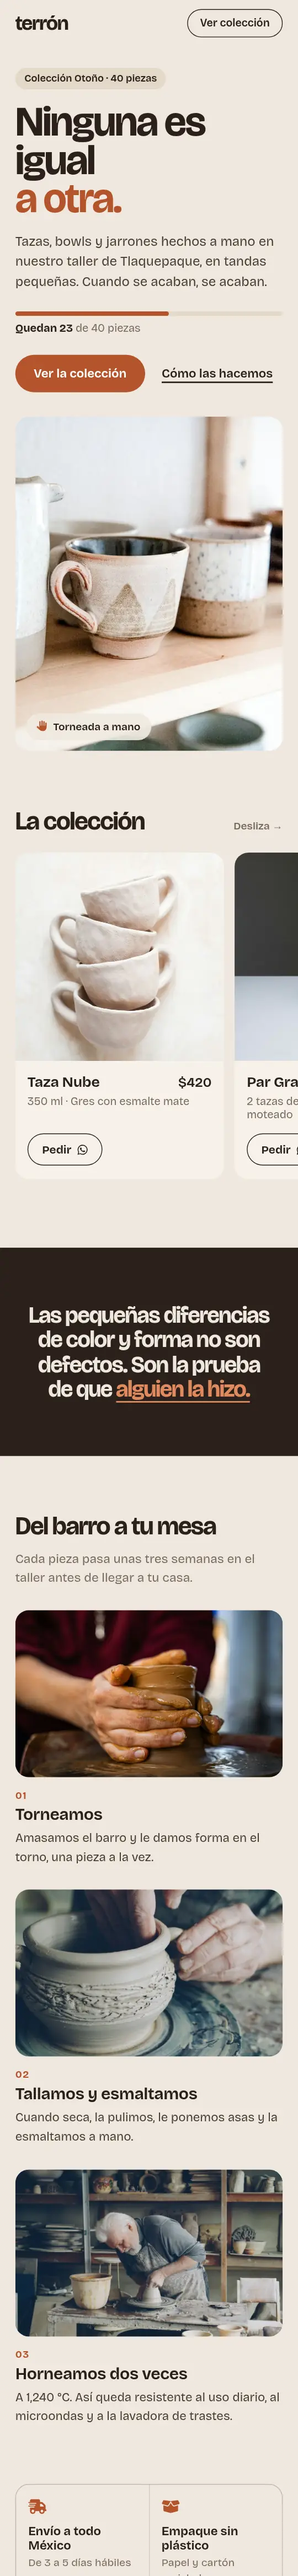 terrón
Ver colección
Colección Otoño · 40 piezas
Ninguna es
igual
a otra.
Tazas, bowls y jarrones hechos a mano en
nuestro taller de Tlaquepaque, en tandas
pequeñas. Cuando se acaban, se acaban.
Quedan 23 de 40 piezas
Ver la colección
Cómo las hacemos
Torneada a mano
La colección
Desliza →
Taza Nube
$420
350 ml · Gres con esmalte mate
Pedir
Par Gra
2 tazas de
moteado
Pedir
Las pequeñas diferencias
de color y forma no son
defectos. Son la prueba
de que alguien la hizo.
Del barro a tu mesa
Cada pieza pasa unas tres semanas en el
taller antes de llegar a tu casa.
01
Torneamos
Amasamos el barro y le damos forma en el
torno, una pieza a la vez.
02
Tallamos y esmaltamos
Cuando seca, la pulimos, le ponemos asas y la
esmaltamos a mano.
03
Horneamos dos veces
A 1,240 °C. Así queda resistente al uso diario, al
microondas y a la lavadora de trastes.
Envío a todo
México
De 3 a 5 días hábiles
Empaque sin
plástico
Papel y cartón